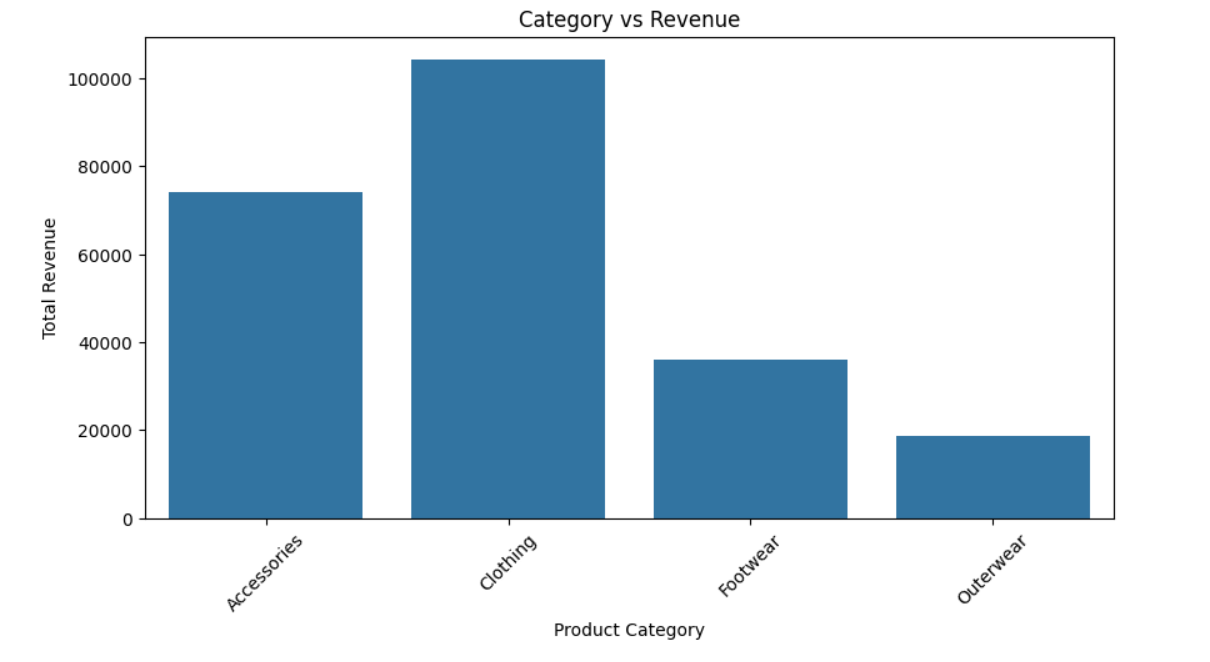 Category vs Revenue
100000
80000
60000
40000
20000
0
Total Revenue
Accessories
Clothing
Footwear
Outerwear
Product Category